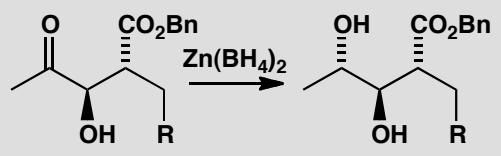 O CO₂Bn Zn(BH4)₂ OH CO₂Bn
OH R OH R